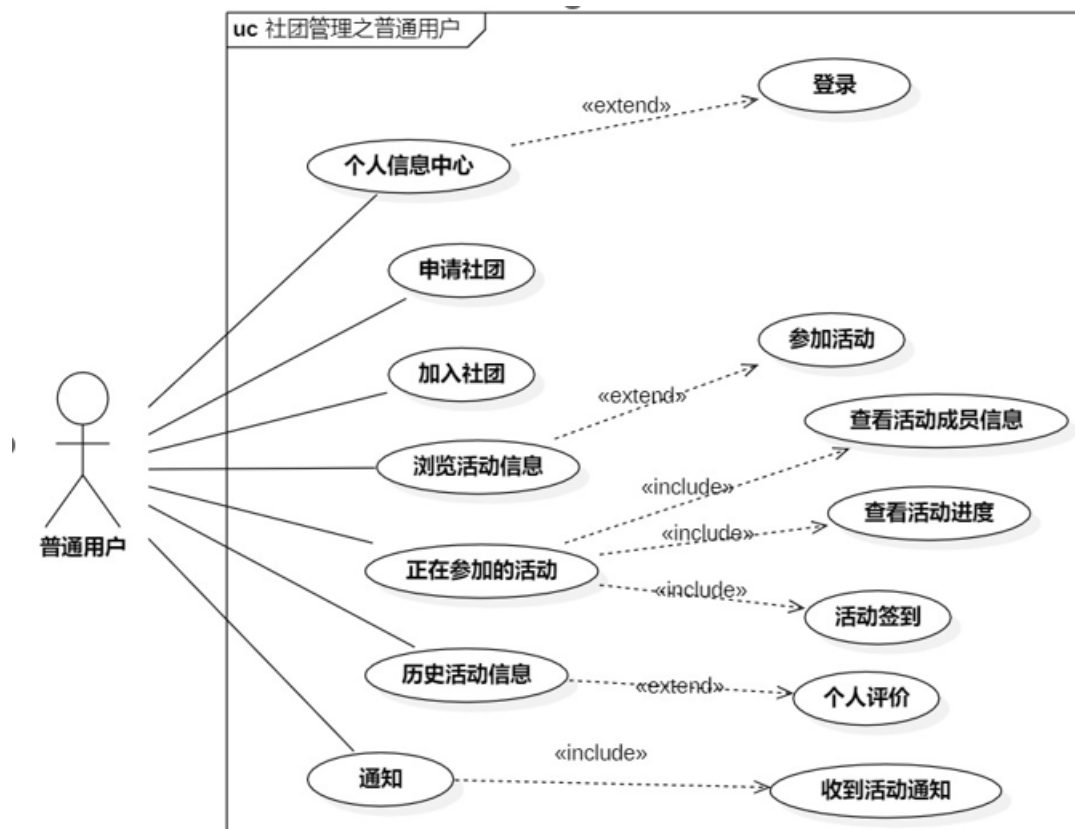 uc 社团管理之普通用户
登录
«extend»
个人信息中心
申请社团
参加活动
加入社团
«extend»
查看活动成员信息
浏览活动信息
«include»
查看活动进度
«include»
普通用户
正在参加的活动
«include»
活动签到
历史活动信息
«extend»
个人评价
«include»
通知
收到活动通知